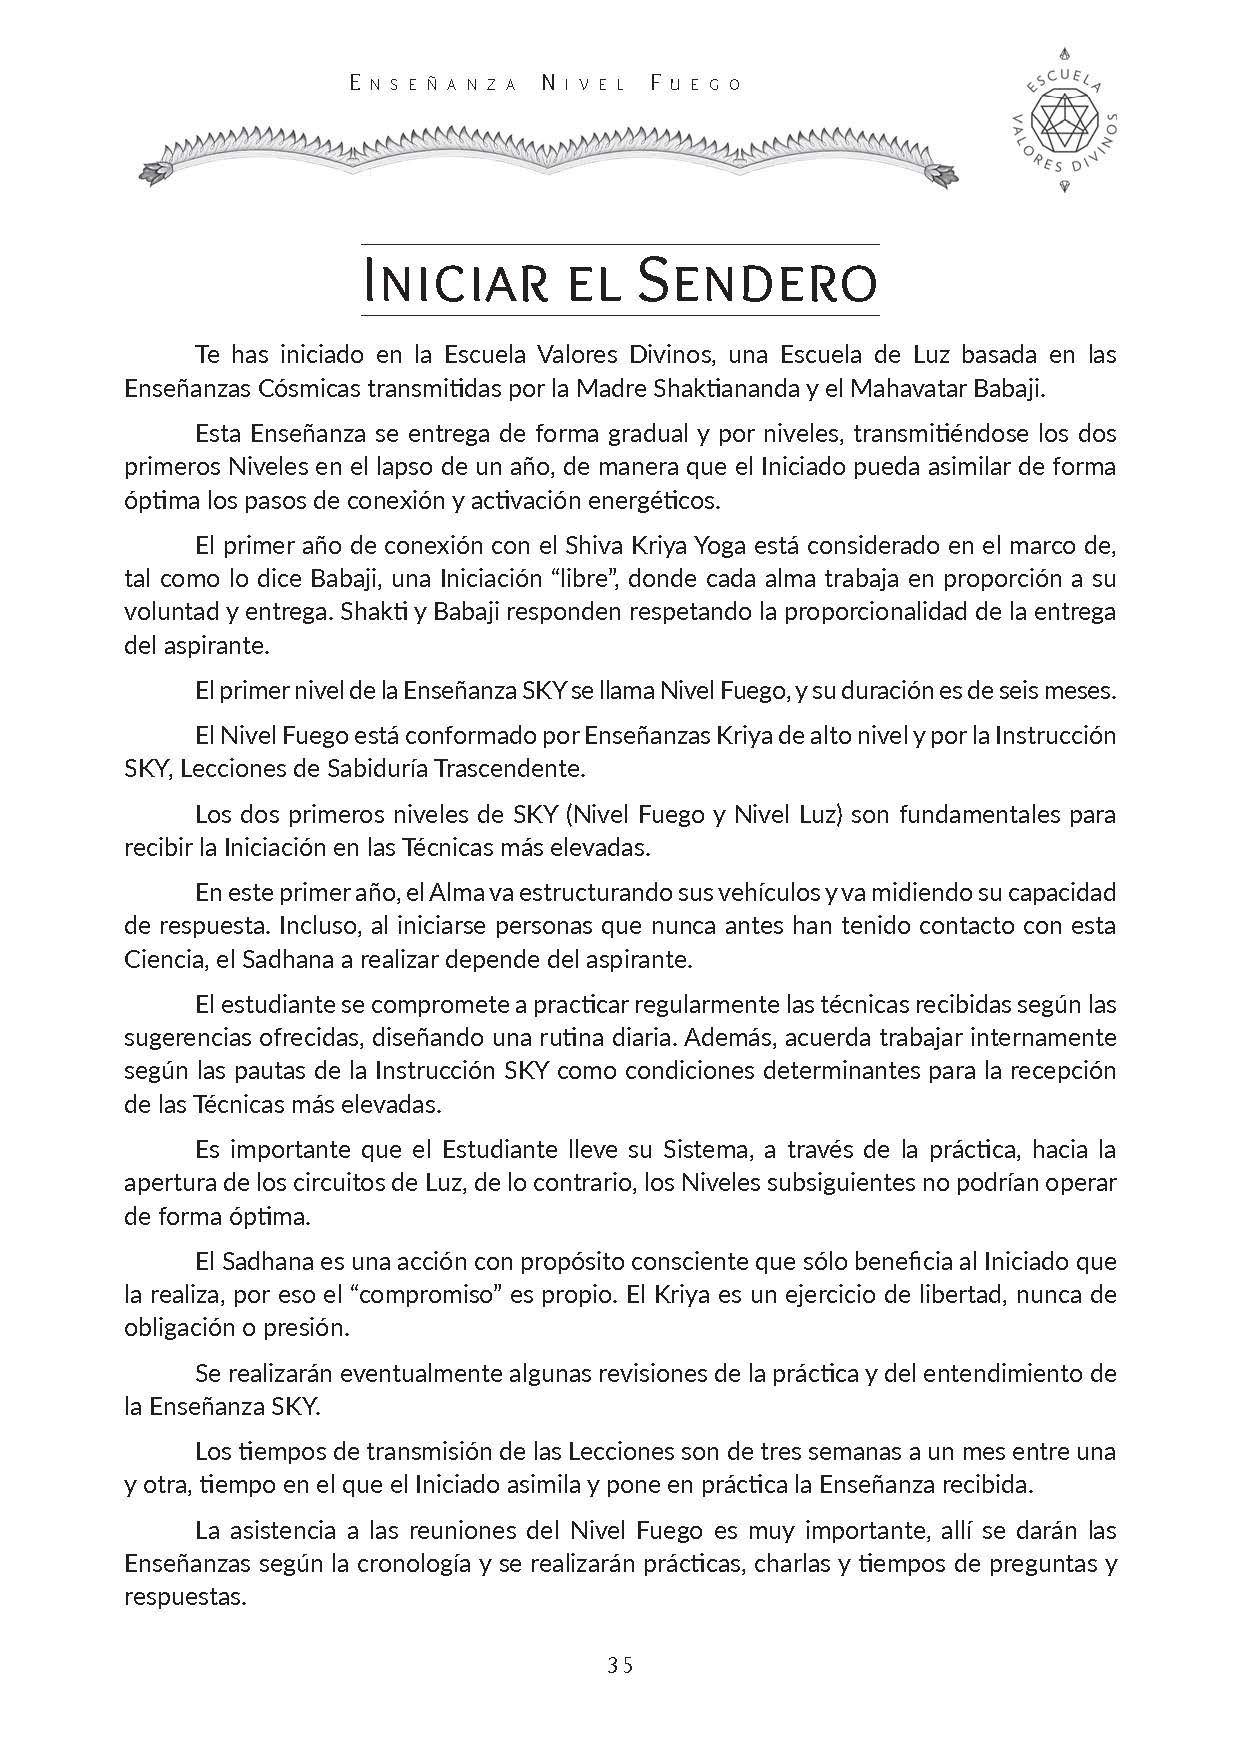 Enseñanza Nivel Fuego
ESCUELA
VALORES DIVINOS
Iniciar el Sendero
Te has iniciado en la Escuela Valores Divinos, una Escuela de Luz basada en las
Enseñanzas Cósmicas transmitidas por la Madre Shaktiananda y el Mahavatar Babaji.
Esta Enseñanza se entrega de forma gradual y por niveles, transmitiéndose los dos
primeros Niveles en el lapso de un año, de manera que el Iniciado pueda asimilar de forma
óptima los pasos de conexión y activación energéticos.
El primer año de conexión con el Shiva Kriya Yoga está considerado en el marco de,
tal como lo dice Babaji, una Iniciación “libre”, donde cada alma trabaja en proporción a su
voluntad y entrega. Shakti y Babaji responden respetando la proporcionalidad de la entrega
del aspirante.
El primer nivel de la Enseñanza SKY se llama Nivel Fuego, y su duración es de seis meses.
El Nivel Fuego está conformado por Enseñanzas Kriya de alto nivel y por la Instrucción
SKY, Lecciones de Sabiduría Trascendente.
Los dos primeros niveles de SKY (Nivel Fuego y Nivel Luz) son fundamentales para
recibir la Iniciación en las Técnicas más elevadas.
En este primer año, el Alma va estructurando sus vehículos y va midiendo su capacidad
de respuesta. Incluso, al iniciarse personas que nunca antes han tenido contacto con esta
Ciencia, el Sadhana a realizar depende del aspirante.
El estudiante se compromete a practicar regularmente las técnicas recibidas según las
sugerencias ofrecidas, diseñando una rutina diaria. Además, acuerda trabajar internamente
según las pautas de la Instrucción SKY como condiciones determinantes para la recepción
de las Técnicas más elevadas.
Es importante que el Estudiante lleve su Sistema, a través de la práctica, hacia la
apertura de los circuitos de Luz, de lo contrario, los Niveles subsiguientes no podrían operar
de forma óptima.
El Sadhana es una acción con propósito consciente que sólo beneficia al Iniciado que
la realiza, por eso el “compromiso” es propio. El Kriya es un ejercicio de libertad, nunca de
obligación o presión.
Se realizarán eventualmente algunas revisiones de la práctica y del entendimiento de
la Enseñanza SKY.
Los tiempos de transmisión de las Lecciones son de tres semanas a un mes entre una
y otra, tiempo en el que el Iniciado asimila y pone en práctica la Enseñanza recibida.
La asistencia a las reuniones del Nivel Fuego es muy importante, allí se darán las
Enseñanzas según la cronología y se realizarán prácticas, charlas y tiempos de preguntas y
respuestas.
35